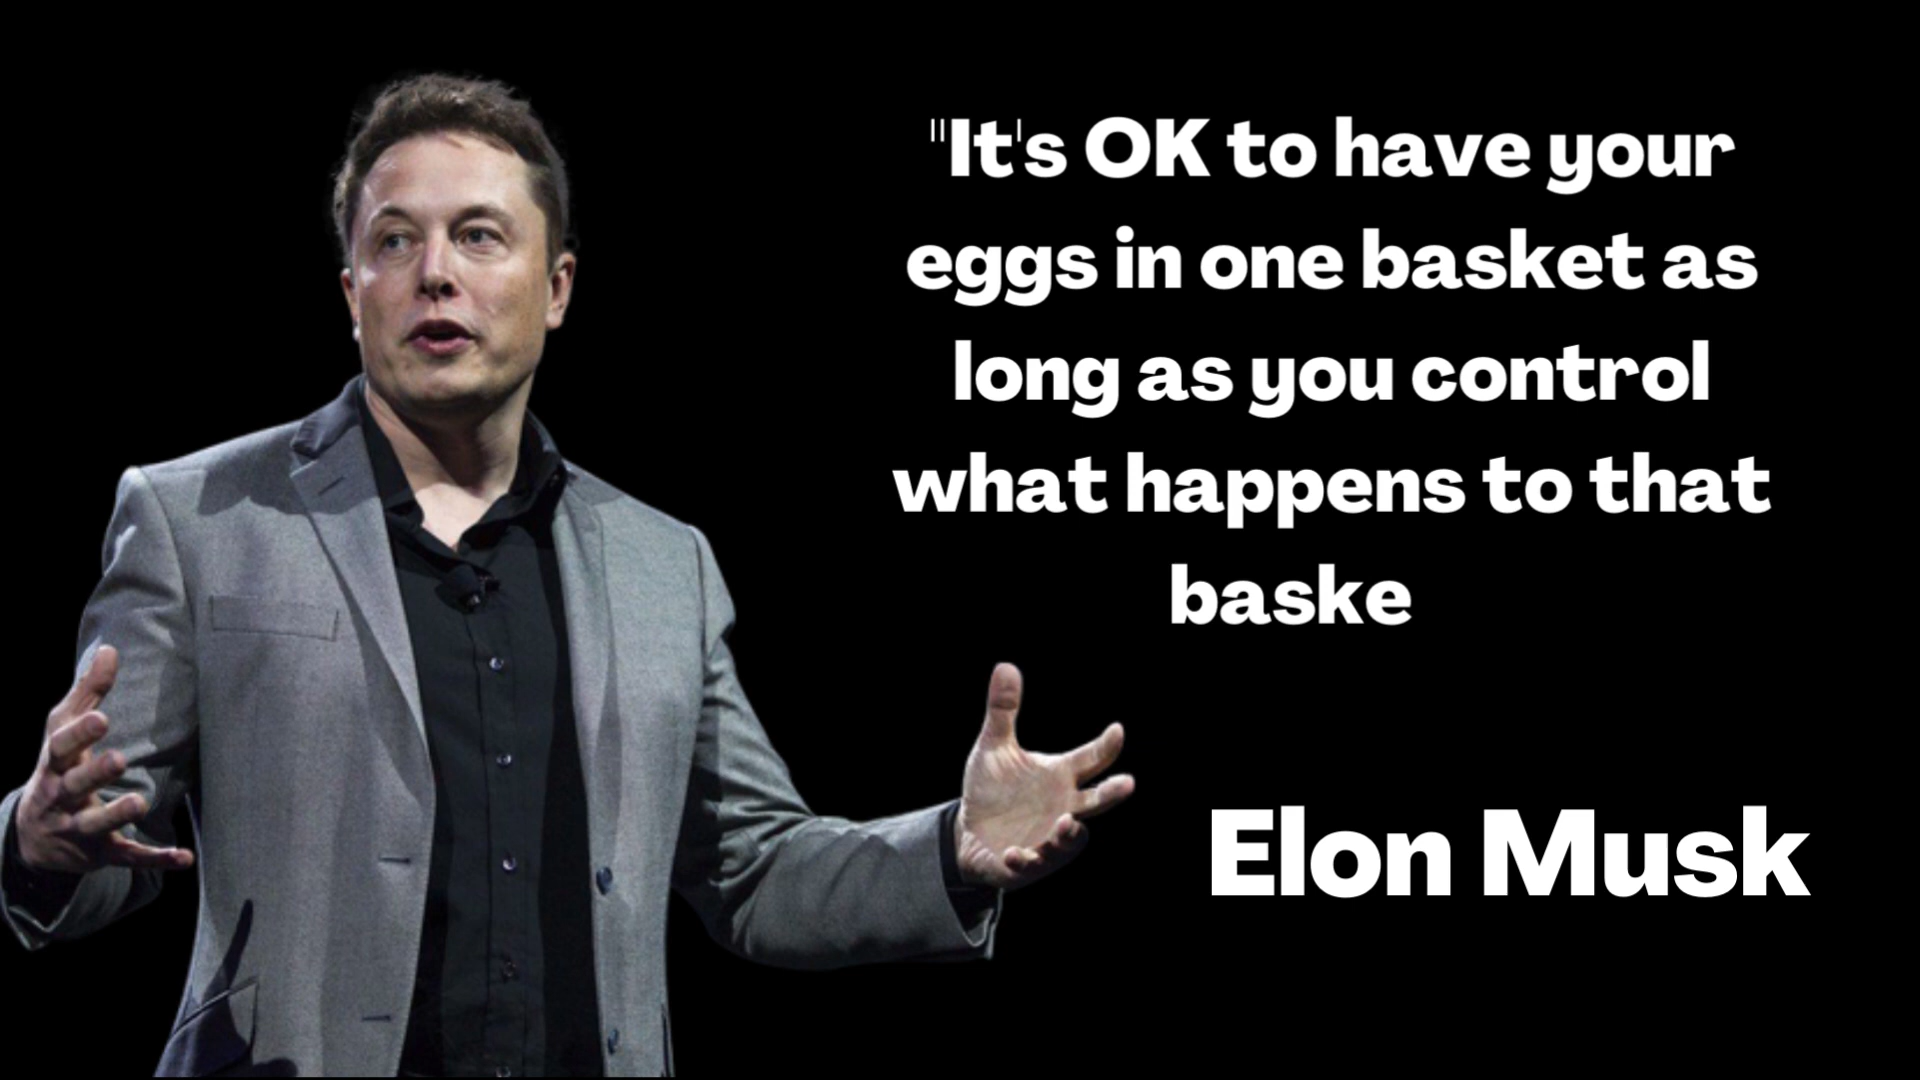 "It's OK to have your
eggs in one basket as
long as you control
what happens to that
baske
Elon Musk